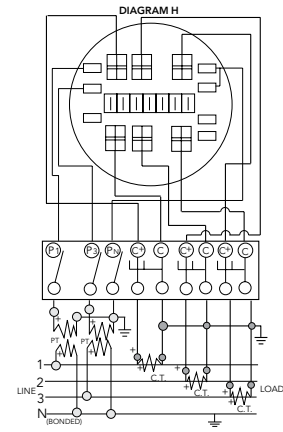 DIAGRAM H
P1 P3 PN C+ C C+ C C+ C
+ + + + + +
PT PT
+ +
1
C.T.
2
LINE LOAD
C.T.
3
C.T.
N
(BONDED)